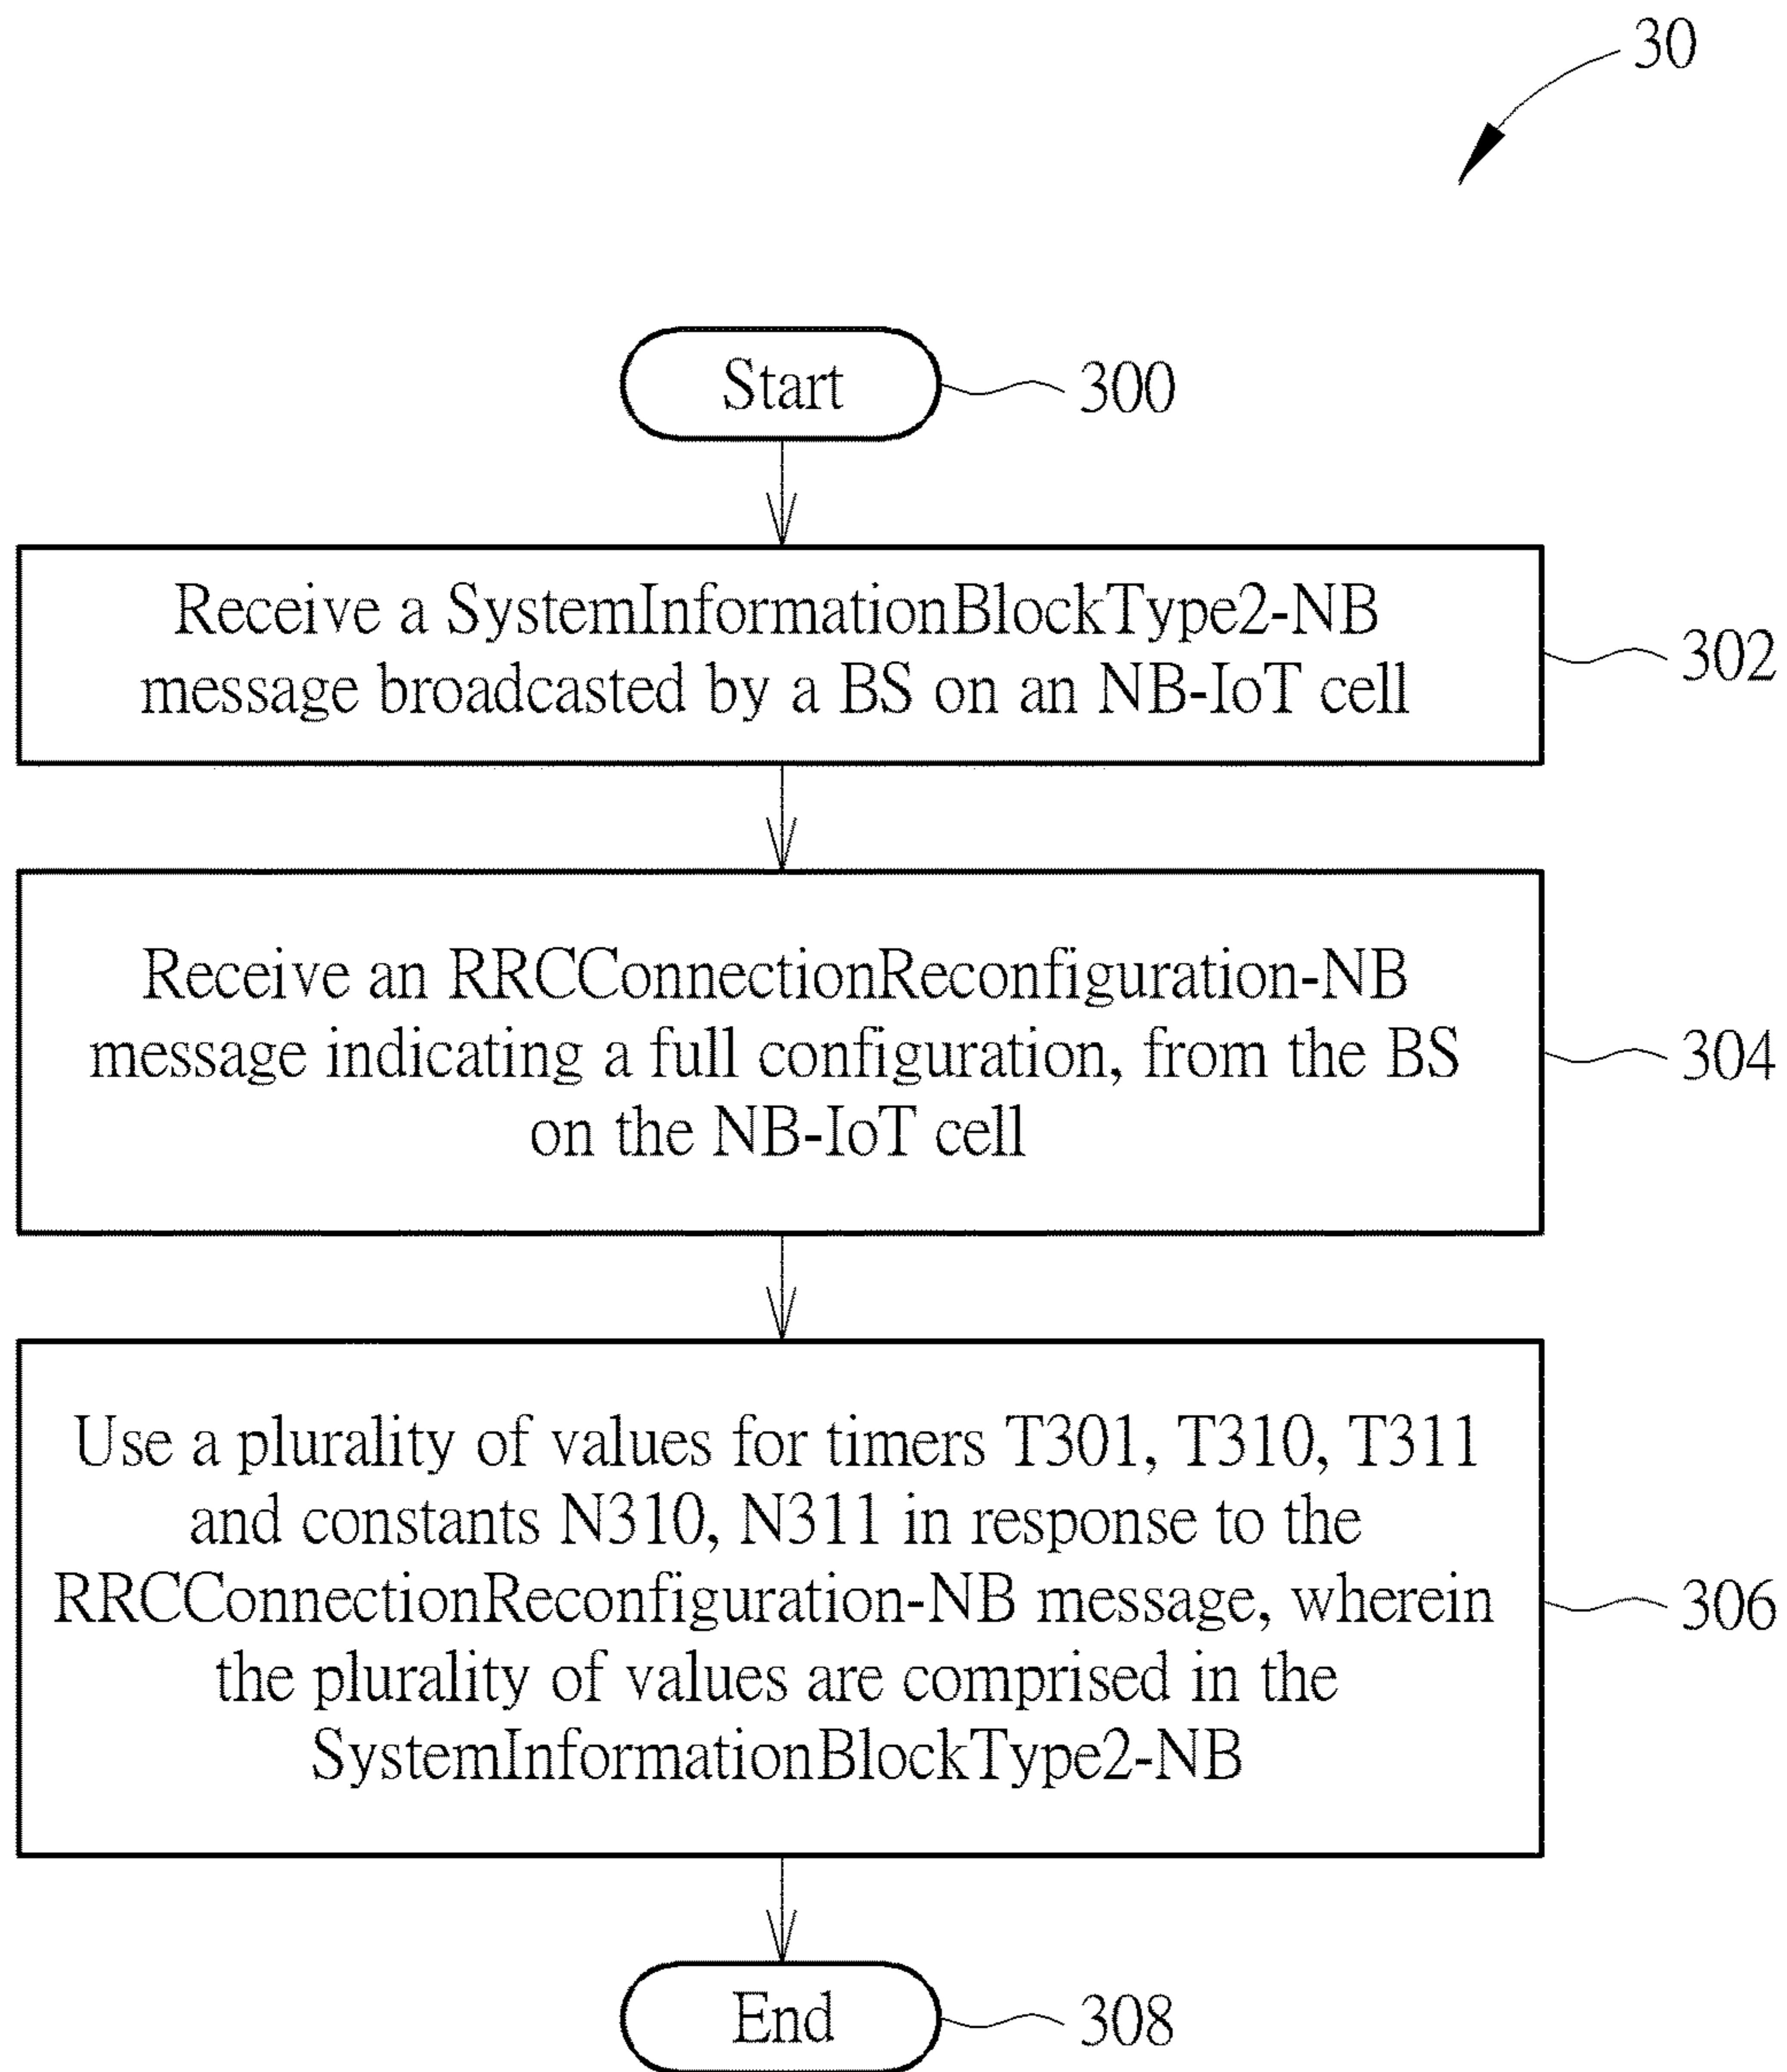 30
Start
300
Receive a SystemInformationBlockType2-NB
message broadcasted by a BS on an NB-IoT cell
302
Receive an RRCConnectionReconfiguration-NB
message indicating a full configuration, from the BS
on the NB-IoT cell
304
Use a plurality of values for timers T301, T310, T311
and constants N310, N311 in response to the
RRCConnectionReconfiguration-NB message, wherein
the plurality of values are comprised in the
SystemInformationBlockType2-NB
306
End
308